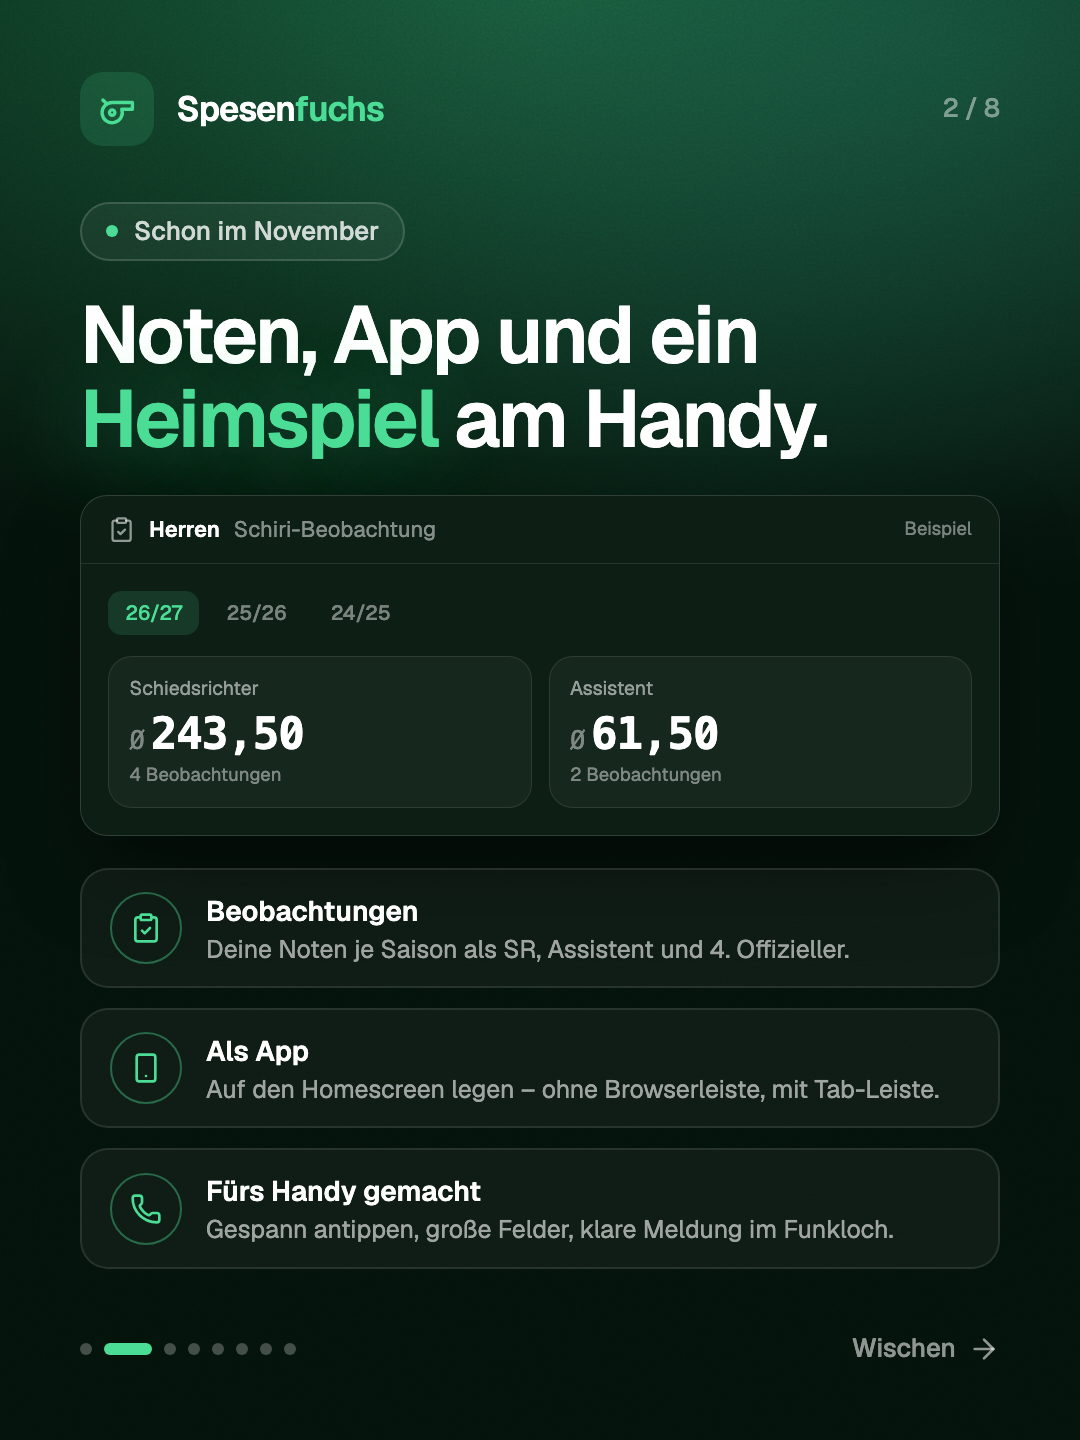 Spesenfuchs
2 / 8
Schon im November
Noten, App und ein
Heimspiel am Handy.
Herren Schiri-Beobachtung Beispiel
26/27 25/26 24/25
Schiedsrichter
Ø 243,50
4 Beobachtungen
Assistent
Ø 61,50
2 Beobachtungen
Beobachtungen
Deine Noten je Saison als SR, Assistent und 4. Offizieller.
Als App
Auf den Homescreen legen – ohne Browserleiste, mit Tab-Leiste.
Fürs Handy gemacht
Gespann antippen, große Felder, klare Meldung im Funkloch.
Wischen →